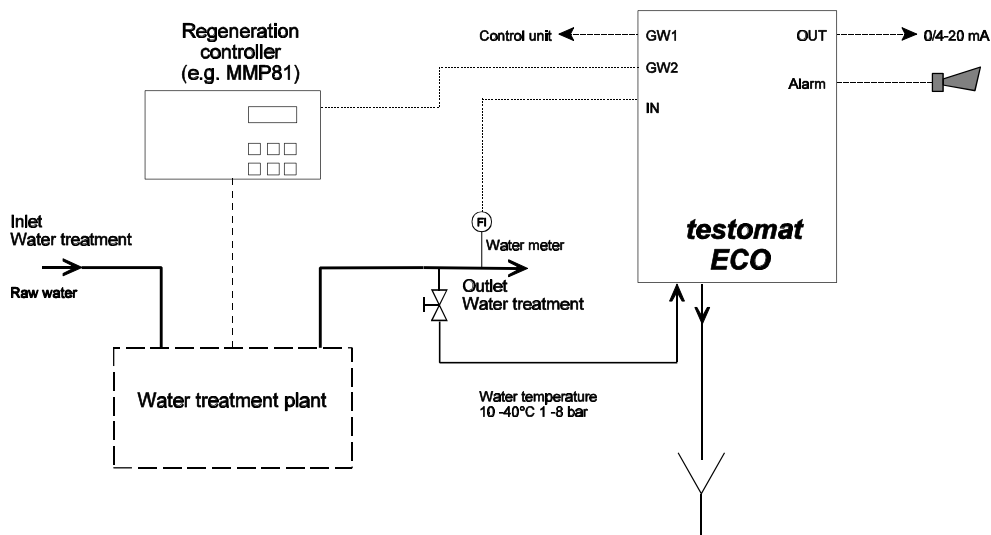 Regeneration
controller
(e.g. MMP81)
Control unit
GW1
OUT
0/4-20 mA
GW2
Alarm
IN
Inlet
Water treatment
FI
testomat
ECO
Water meter
Raw water
Outlet
Water treatment
Water treatment plant
Water temperature
10 -40°C 1 -8 bar